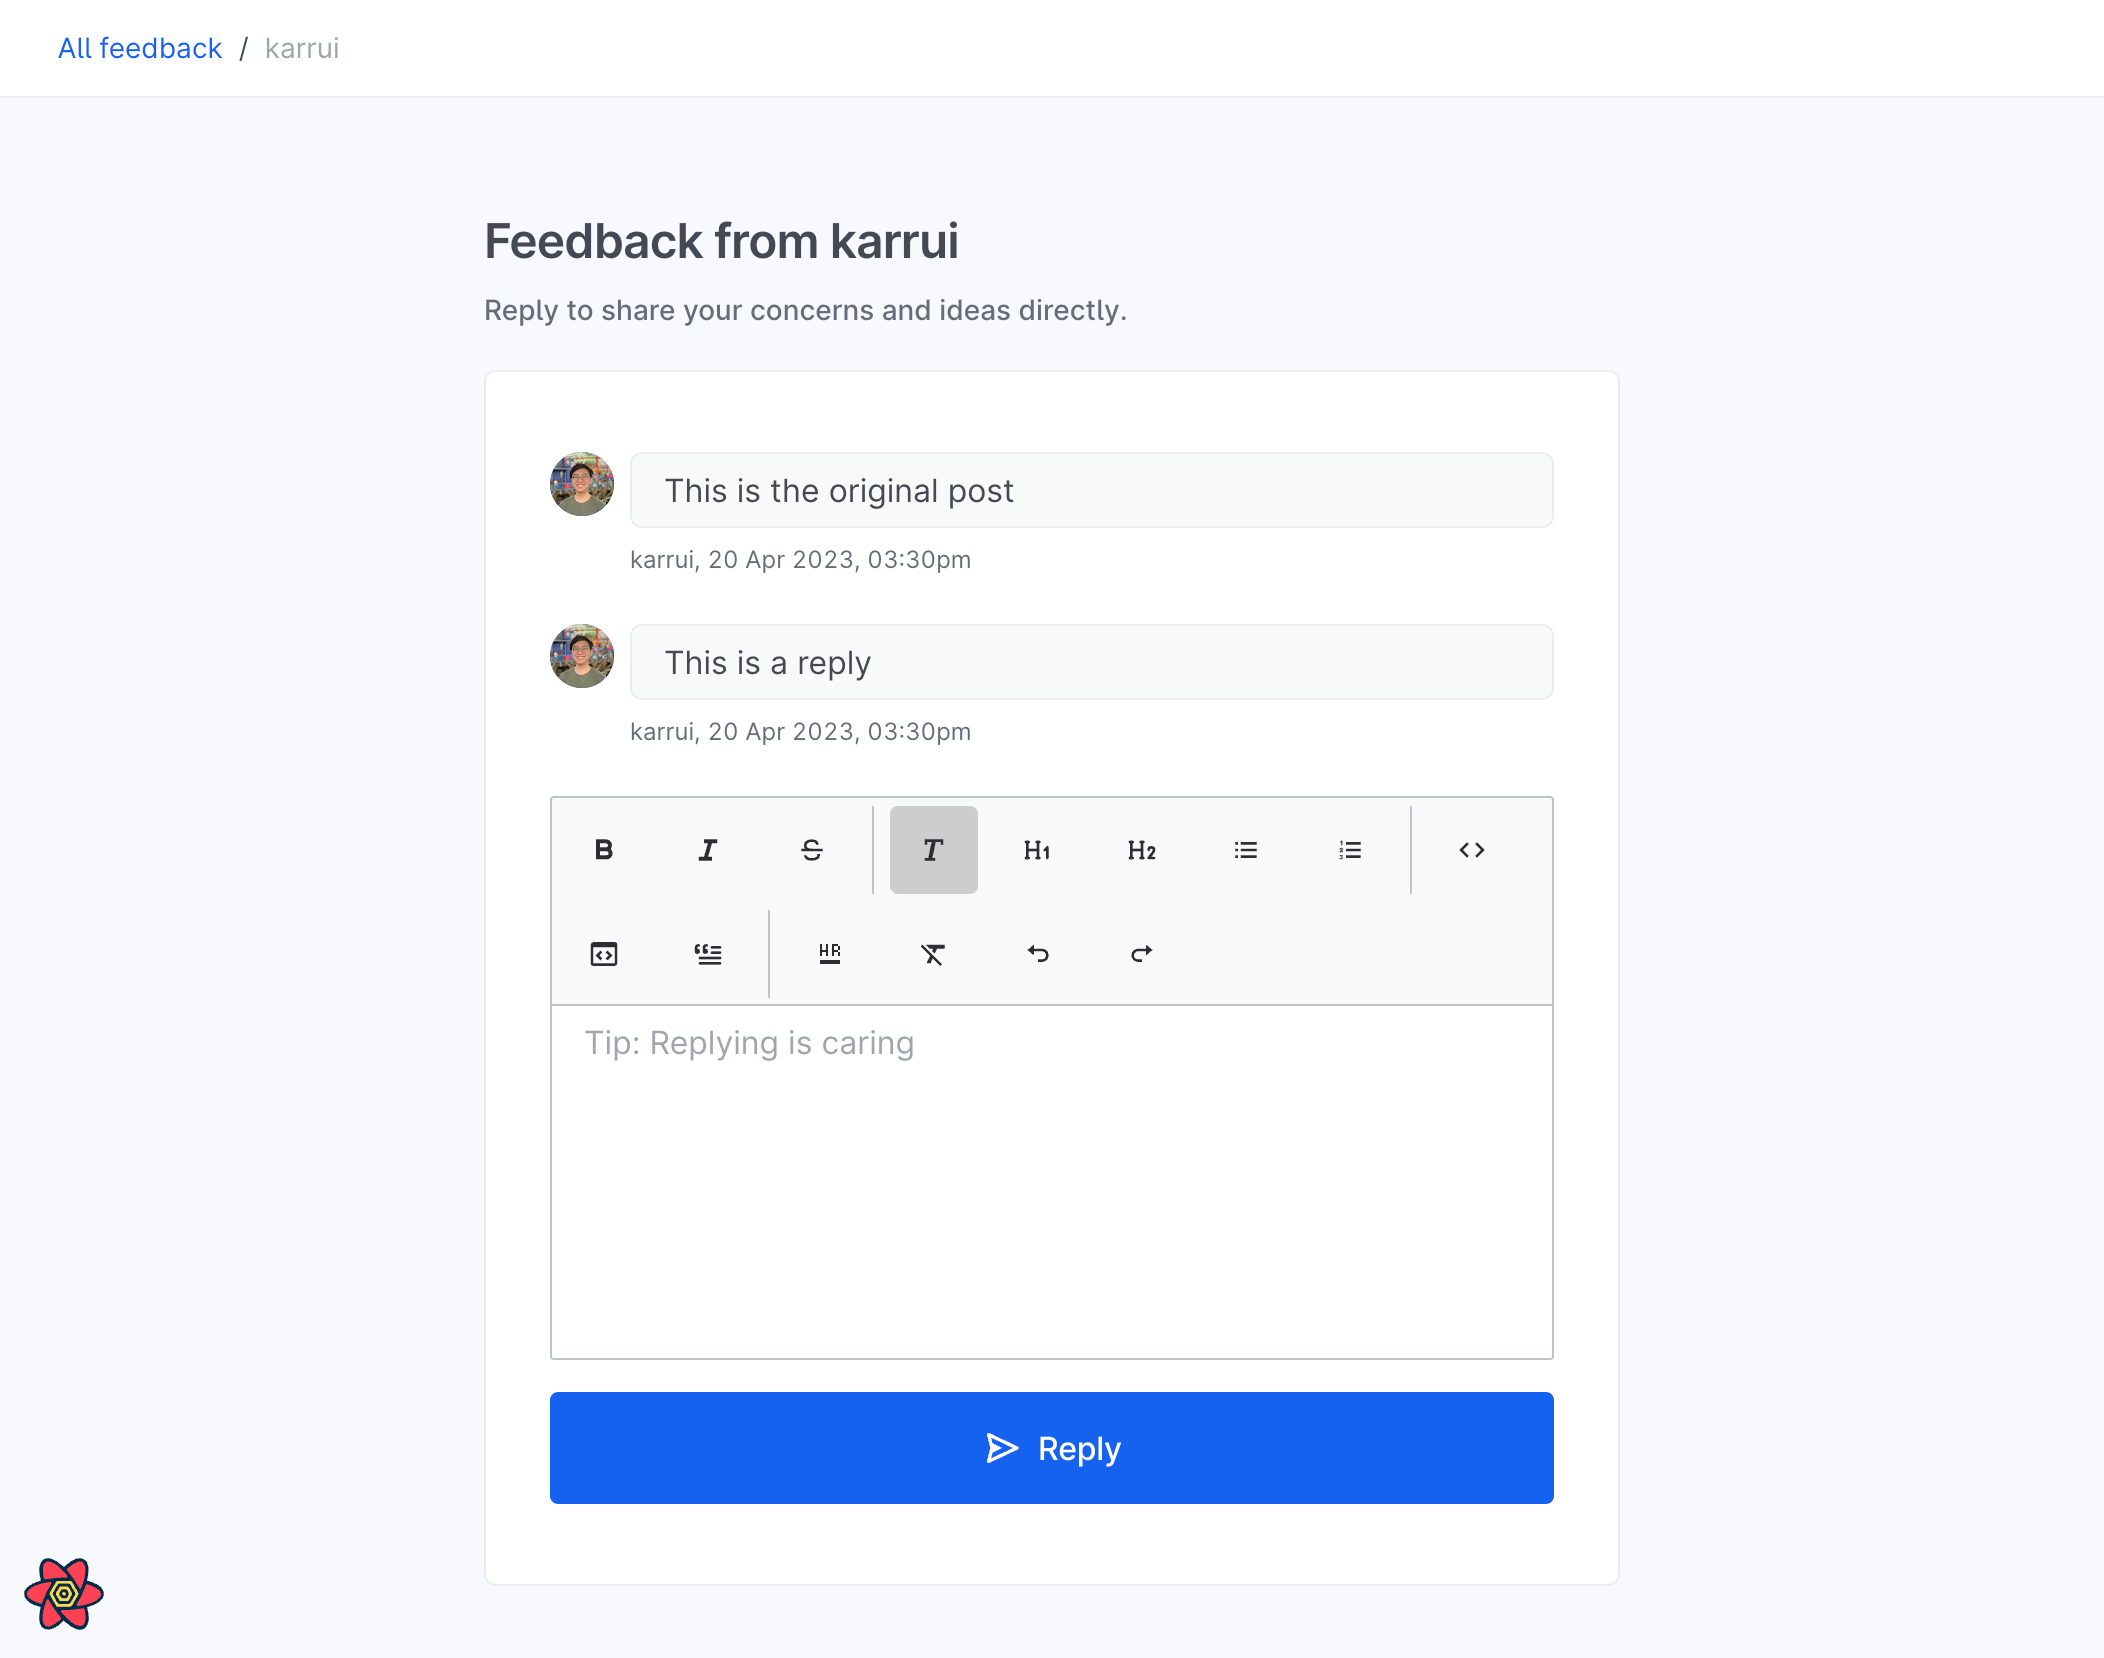 All feedback / karrui
Feedback from karrui
Reply to share your concerns and ideas directly.
This is the original post
karrui, 20 Apr 2023, 03:30pm
This is a reply
karrui, 20 Apr 2023, 03:30pm
B I S T H1 H2 <>
HR
Tip: Replying is caring
Reply